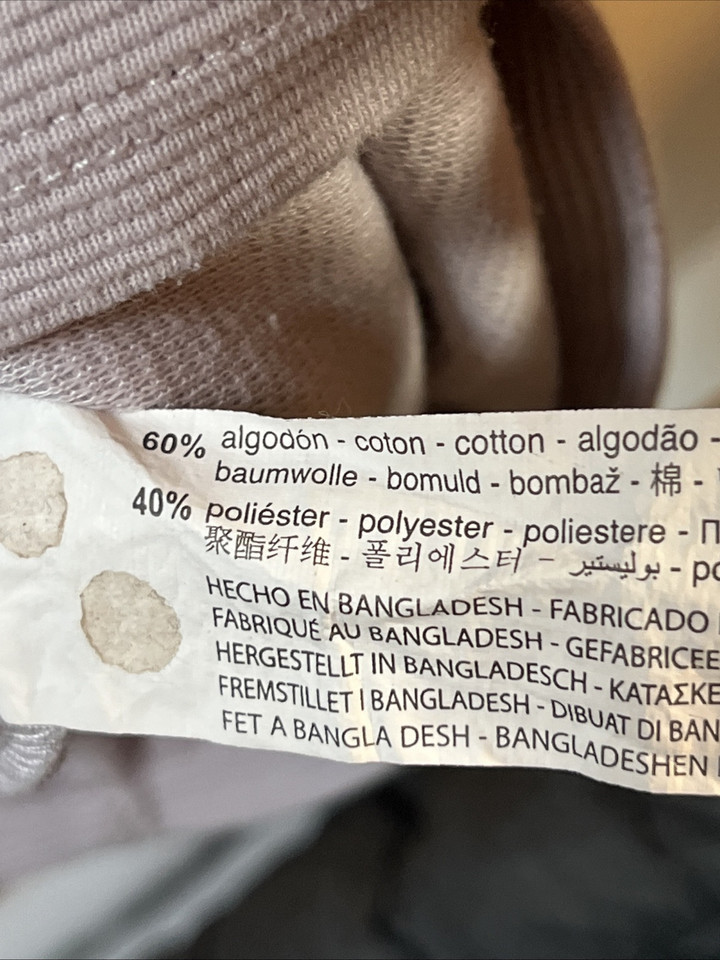 60% algodón - coton - cotton - algodão -
baumwolle - bomuld - bombaž - 棉 -
40% poliéster - polyester - poliestere -
聚酯纤维 - 폴리에스터 - بوليستير -
HECHO EN BANGLADESH - FABRICADO
FABRIQUÉ AU BANGLADESH - GEFABRICEE
HERGESTELLT IN BANGLADESCH - ΚΑΤΑΣΚΕ
FREMSTILLET I BANGLADESH - DIBUAT DI BAN
FET A BANGLA DESH - BANGLADESHEN